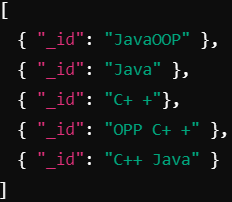 [
{ "_id": "JavaOOP" },
{ "_id": "Java" },
{ "_id": "C+ +"},
{ "_id": "OPP C+ +" },
{ "_id": "C++ Java" }
]